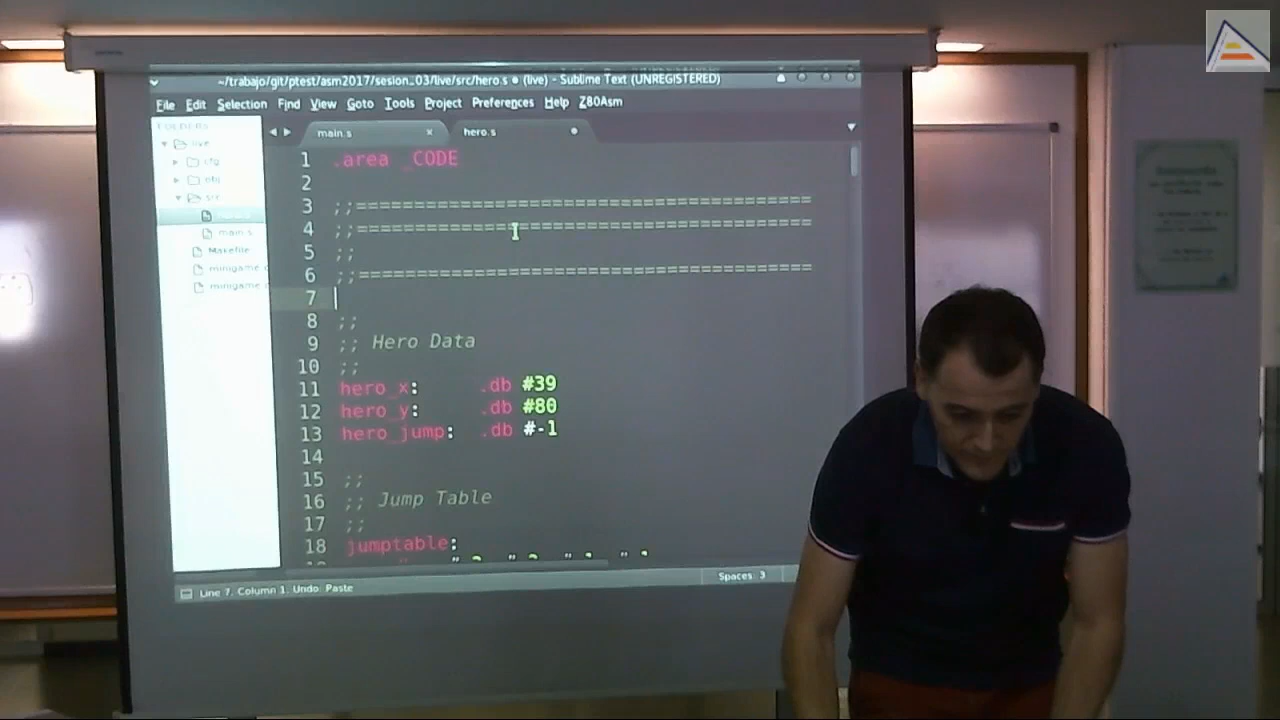 ~/trabajo/git/ptest/asm2017/sesion_03/live/src/hero.s • (live) - Sublime Text (UNREGISTERED)
File Edit Selection Find View Goto Tools Project Preferences Help Z80Asm
FOLDERS
live
cfg
obj
src
main.s
Makefile
minigame.c
minigame.c
main.s × hero.s
1 .area _CODE
2
3 ;;========================================
4 ;;========================================
5 ;;
6 ;;========================================
7
8 ;;
9 ;; Hero Data
10 ;;
11 hero_x: .db #39
12 hero_y: .db #80
13 hero_jump: .db #-1
14
15 ;;
16 ;; Jump Table
17 ;;
18 jumptable:
Line 7, Column 1. Undo Paste
Spaces 3